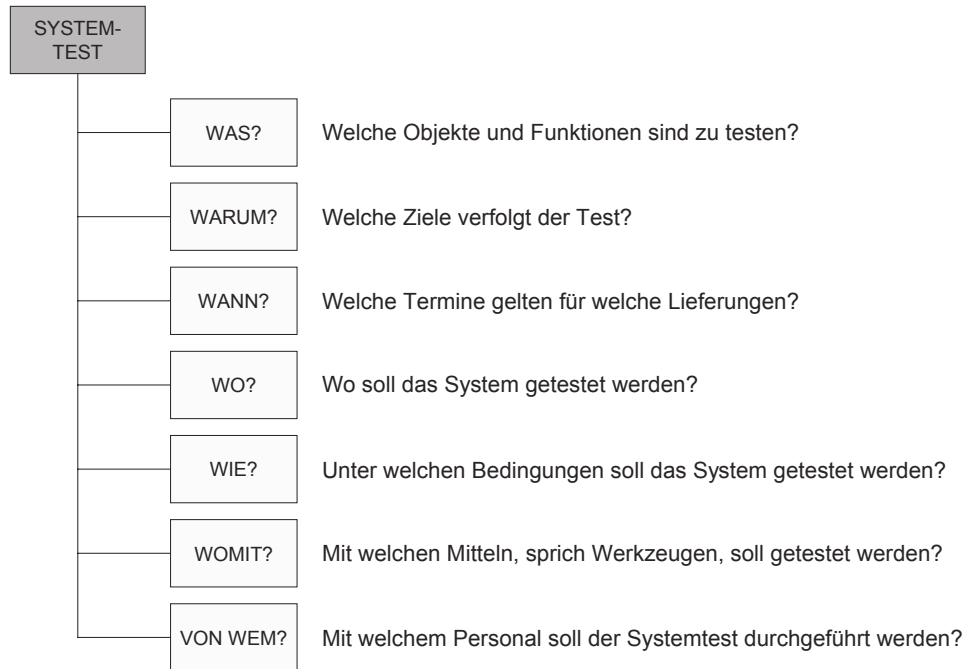 SYSTEM-
TEST
WAS? Welche Objekte und Funktionen sind zu testen?
WARUM? Welche Ziele verfolgt der Test?
WANN? Welche Termine gelten für welche Lieferungen?
WO? Wo soll das System getestet werden?
WIE? Unter welchen Bedingungen soll das System getestet werden?
WOMIT? Mit welchen Mitteln, sprich Werkzeugen, soll getestet werden?
VON WEM? Mit welchem Personal soll der Systemtest durchgeführt werden?